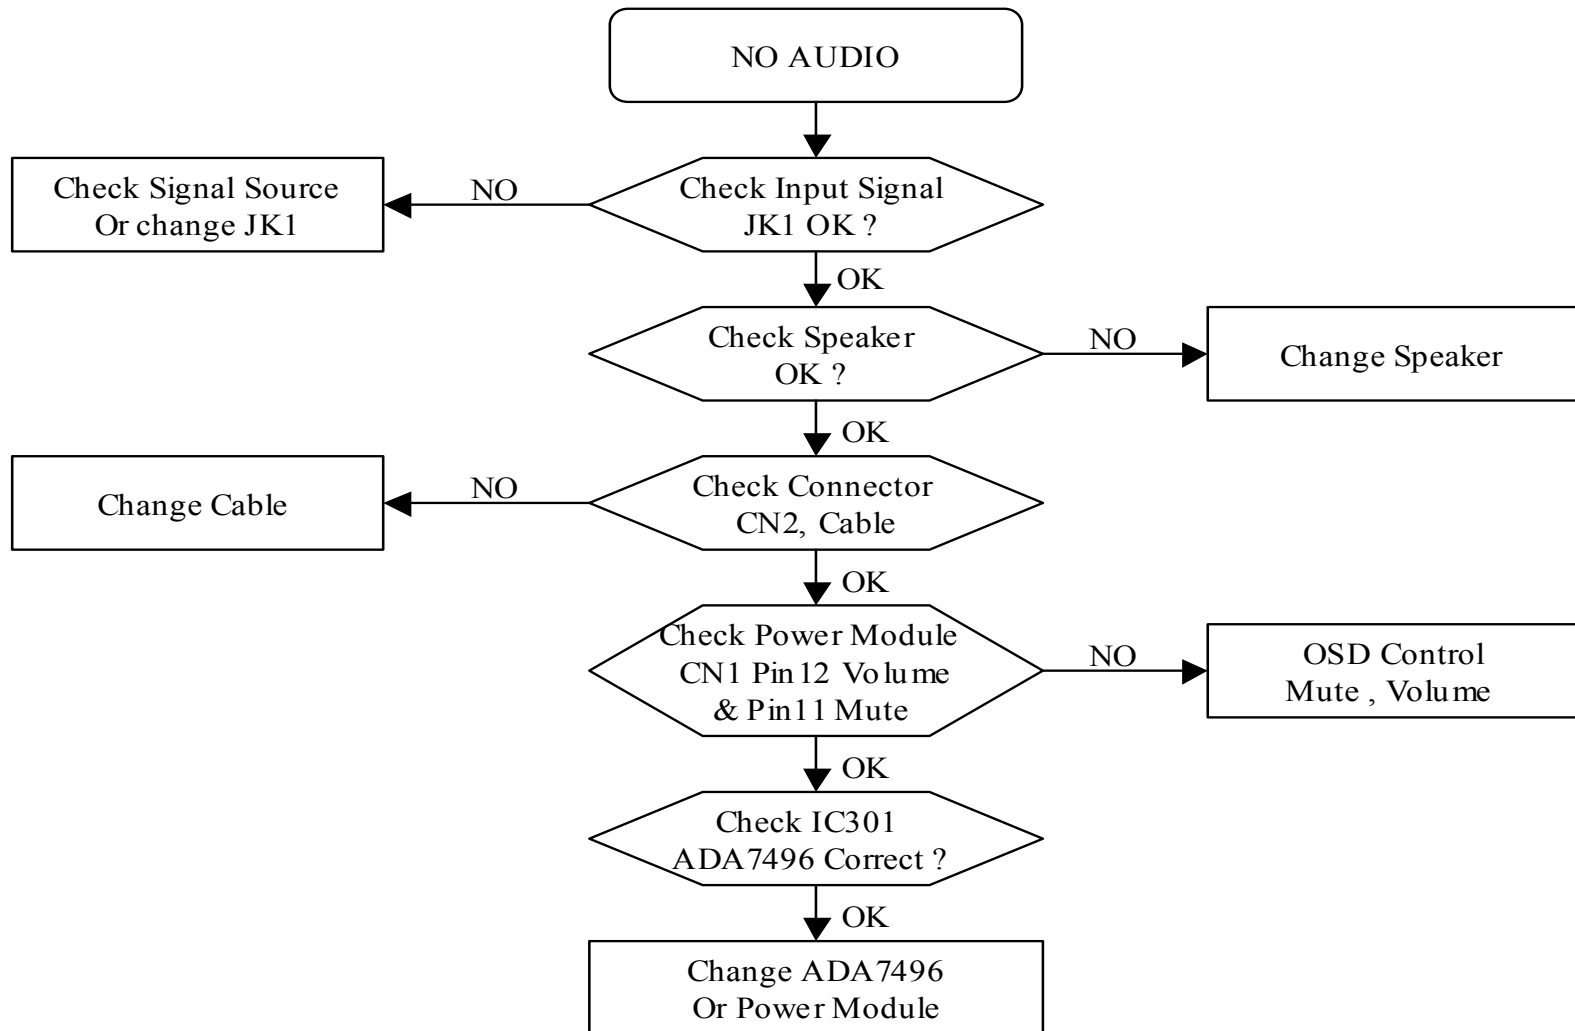 NO AUDIO
Check Signal Source
Or change JK1
NO
Check Input Signal
JK1 OK ?
OK
Check Speaker
OK ?
NO
Change Speaker
OK
Change Cable
NO
Check Connector
CN2, Cable
OK
Check Power Module
CN1 Pin12 Volume
& Pin11 Mute
NO
OSD Control
Mute , Volume
OK
Check IC301
ADA7496 Correct ?
OK
Change ADA7496
Or Power Module